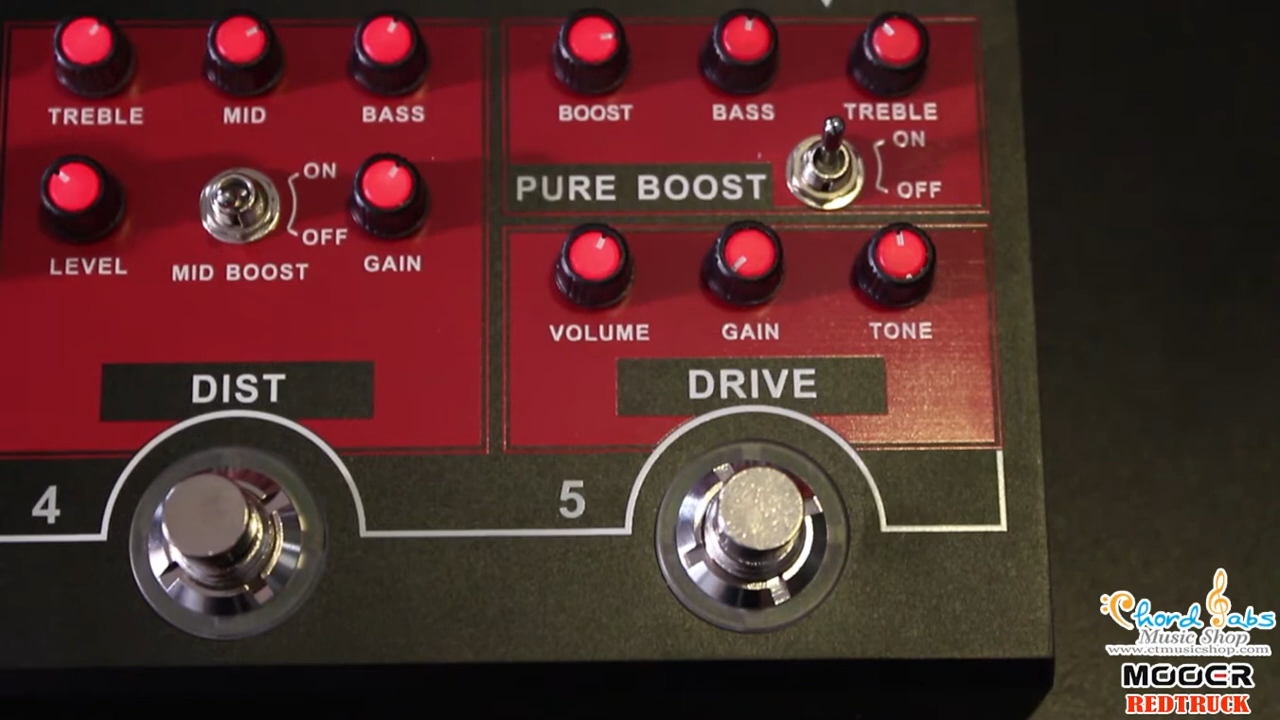 TREBLE MID BASS
BOOST BASS TREBLE
ON
OFF
PURE BOOST
ON
OFF
LEVEL MID BOOST GAIN
VOLUME GAIN TONE
DIST
DRIVE
4
5
Chord Tabs
Music Shop
www.ctmusicshop.com
MOOER
REDTRUCK